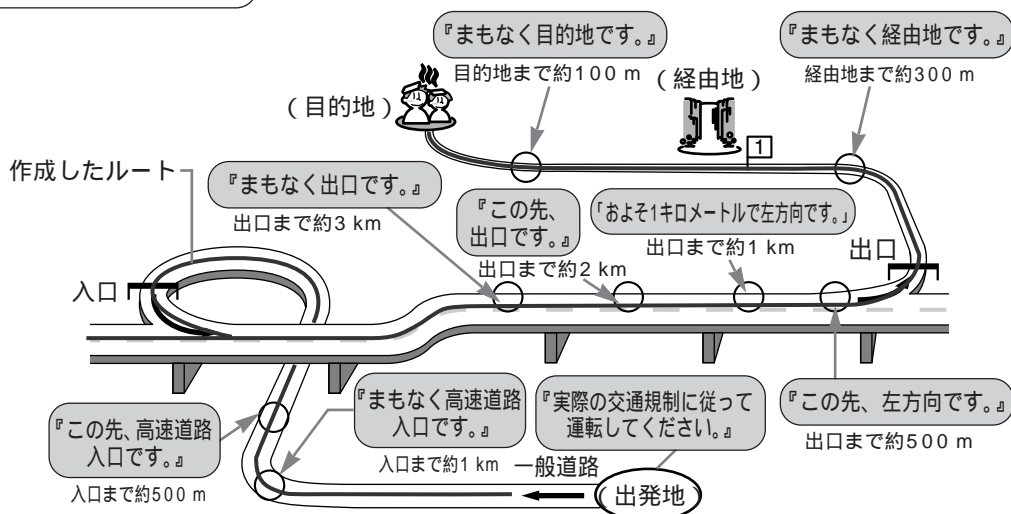 『まもなく目的地です。』
目的地まで約100 m
『まもなく経由地です。』
経由地まで約300 m
(目的地)
(経由地)
1
作成したルート
『まもなく出口です。』
出口まで約3 km
『この先、
出口です。』
出口まで約2 km
「およそ1キロメートルで左方向です。」
出口まで約1 km
出口
入口
『この先、高速道路
入口です。』
入口まで約500 m
『まもなく高速道路
入口です。』
入口まで約1 km
一般道路
『実際の交通規制に従って
運転してください。』
(出発地)
『この先、左方向です。』
出口まで約500 m